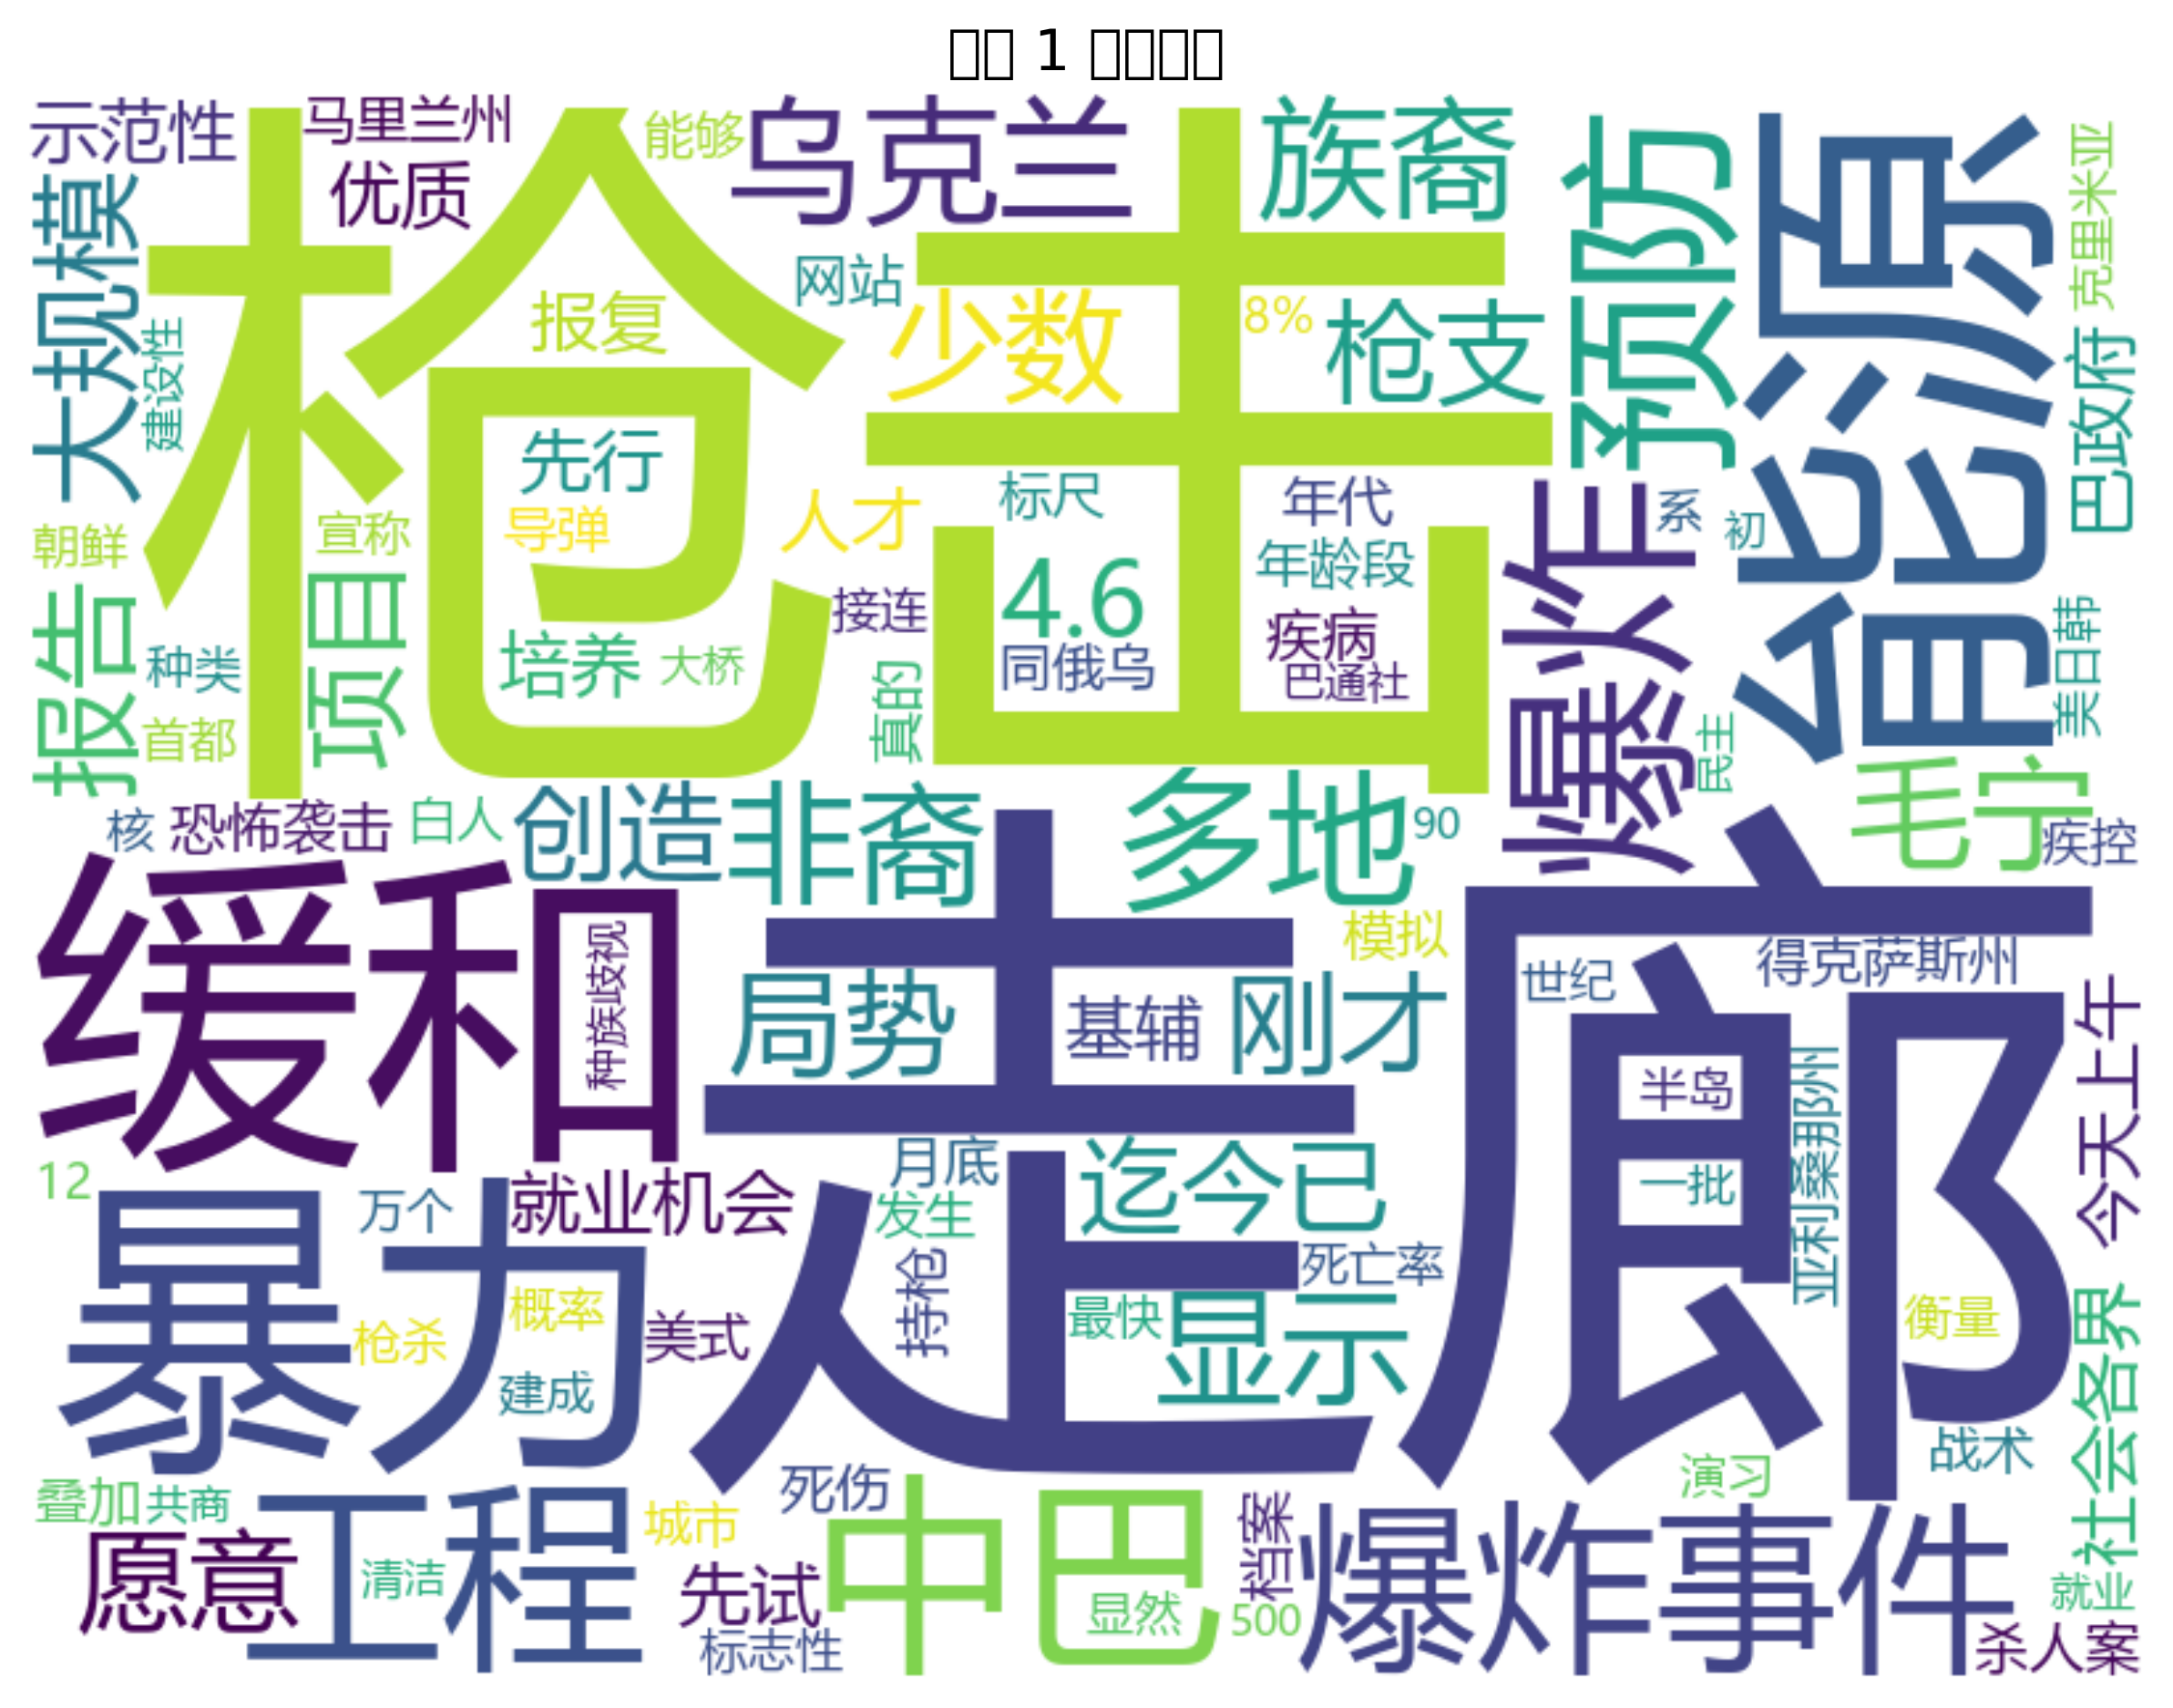 □□ 1 □□□□
示范性
马里兰州
能够
乌克兰
族裔
预防
能源
克里米亚
大规模
优质
枪击
网站
报复
少数
8%
枪支
巴政府
建设性
先行
标尺
年代
系
初
朝鲜
宣称
导弹
人才
4.6
年龄段
爆炸
美日韩
报告
项目
接连
疾病
种类
培养
大桥
真的
同俄乌
巴通社
民主
首都
毛宁
核
恐怖袭击
白人
创造
非裔
多地
90
疾控
缓和
种族歧视
走廊
模拟
局势
基辅
刚才
世纪
得克萨斯州
今天上午
半岛
亚利桑那州
12
万个
就业机会
月底
迄今已
一批
暴力
发生
持枪
死亡率
枪杀
概率
美式
最快
显示
衡量
社会各界
建成
战术
叠加
共商
工程
城市
死伤
中巴
档案
演习
爆炸事件
愿意
清洁
先试
显然
500
就业
标志性
杀人案